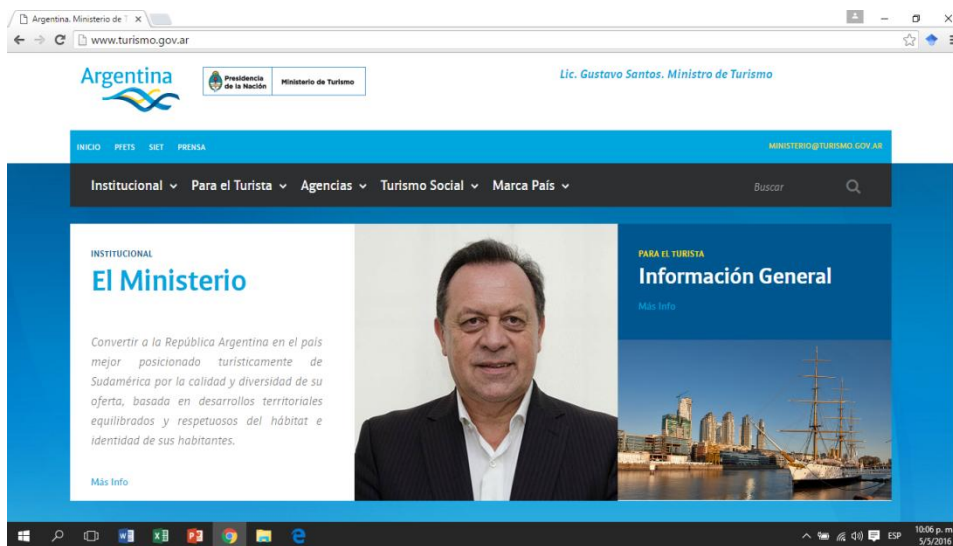 Argentina. Ministerio de T
www.turismo.gov.ar
Argentina
Presidencia
de la Nación
Ministerio de Turismo
Lic. Gustavo Santos. Ministro de Turismo
INICIO PFETS SIET PRENSA
MINISTERIO@TURISMO.GOV.AR
Institucional Para el Turista Agencias Turismo Social Marca País
Buscar
INSTITUCIONAL
El Ministerio
Convertir a la República Argentina en el país
mejor posicionado turísticamente de
Sudamérica por la calidad y diversidad de su
oferta, basada en desarrollos territoriales
equilibrados y respetuosos del hábitat e
identidad de sus habitantes.
Más Info
PARA EL TURISTA
Información General
Más Info
ESP
10:06 p. m.
5/5/2016